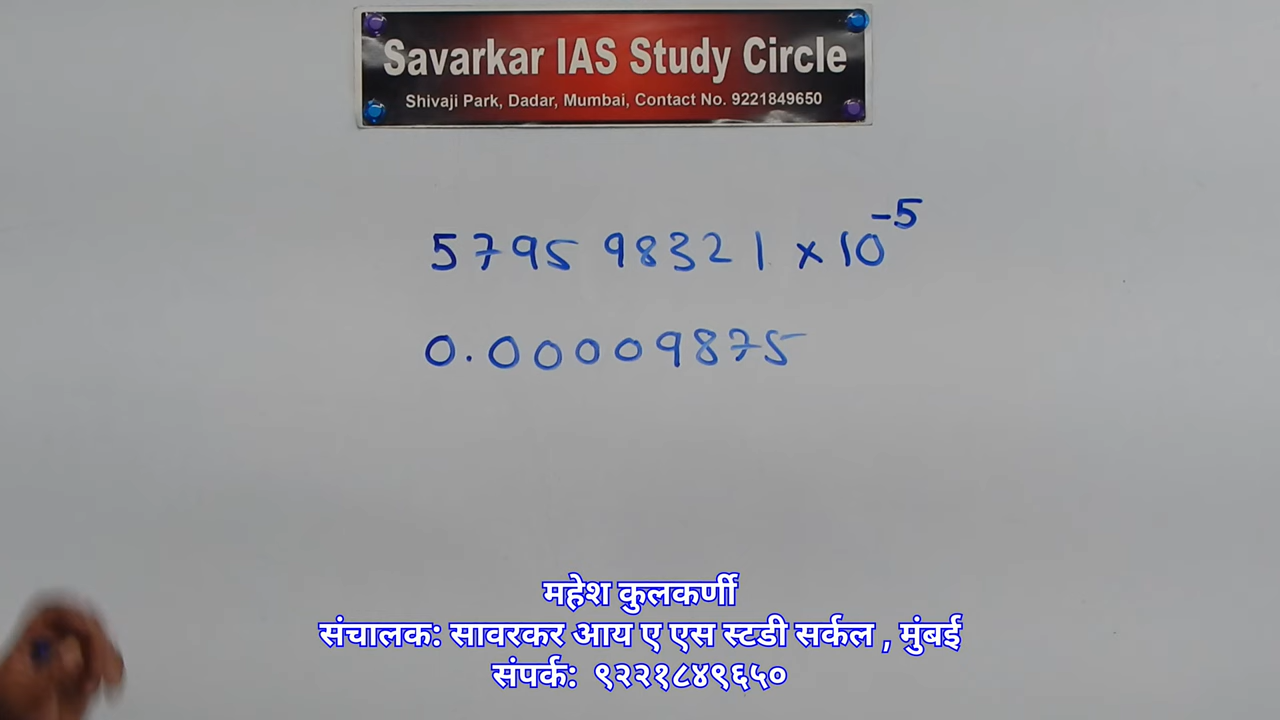 Savarkar IAS Study Circle
Shivaji Park, Dadar, Mumbai, Contact No. 9221849650
5795 98321 × 10⁻⁵
0.00009875
महेश कुलकर्णी
संचालक: सावरकर आय ए एस स्टडी सर्कल , मुंबई
संपर्क: ९२२१८४९६५०